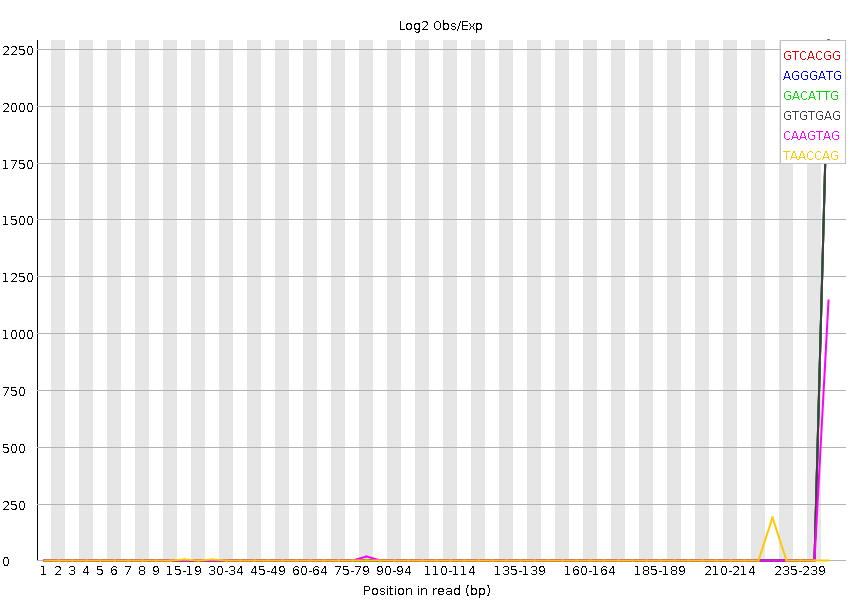 Log2 Obs/Exp
2250
2000
1750
1500
1250
1000
750
500
250
0
GTCACGG
AGGGATG
GACATTG
GTGTGAG
CAAGTAG
TAACCAG
1 2 3 4 5 6 7 8 9 15-19 30-34 45-49 60-64 75-79 90-94 110-114 135-139 160-164 185-189 210-214 235-239
Position in read (bp)